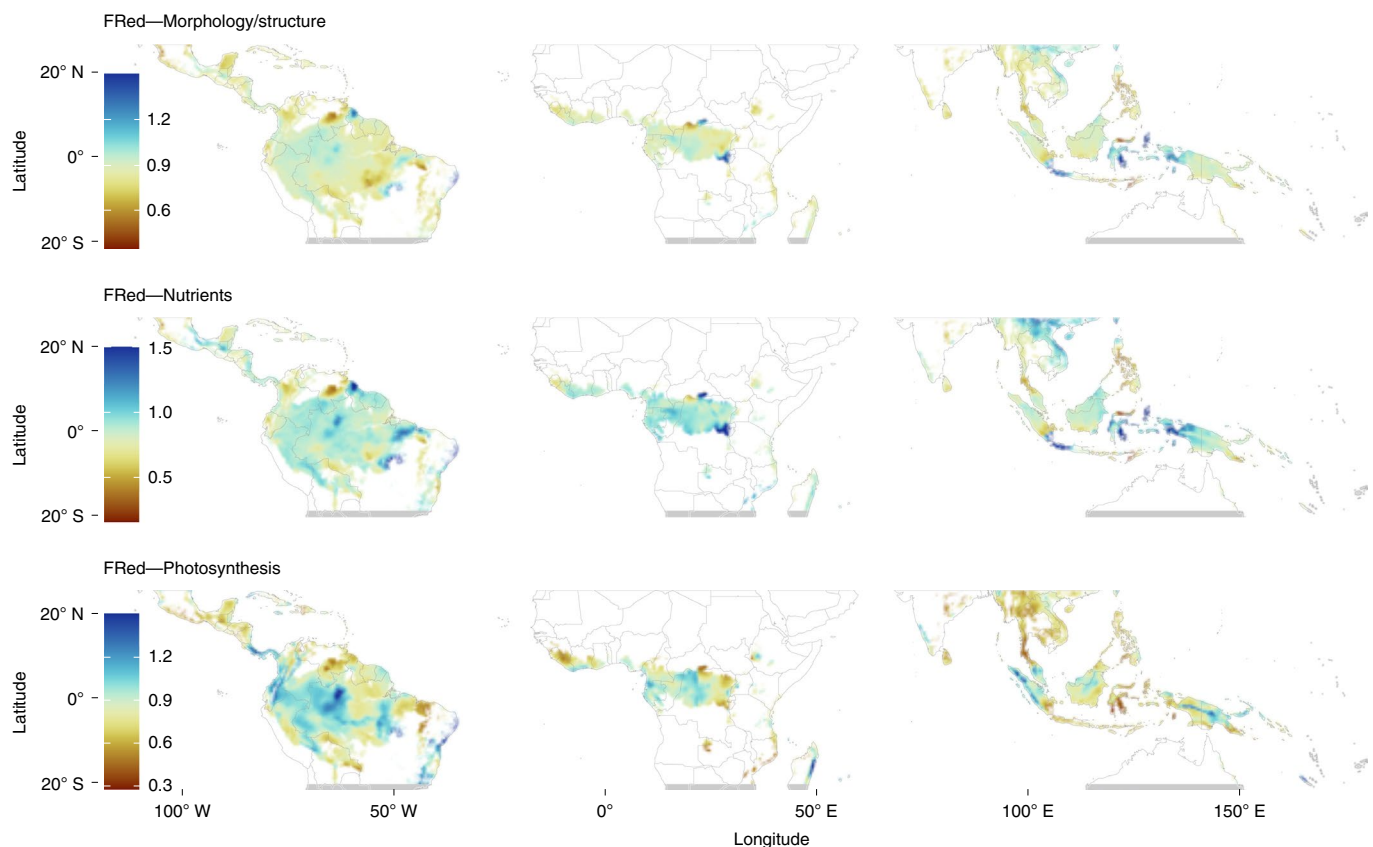 FRed—Morphology/structure
20° N
1.2
Latitude
0°
0.9
0.6
20° S
FRed—Nutrients
20° N
1.5
1.0
Latitude
0°
0.5
20° S
FRed—Photosynthesis
20° N
1.2
Latitude
0°
0.9
0.6
20° S
0.3
100° W
50° W
0°
50° E
100° E
150° E
Longitude